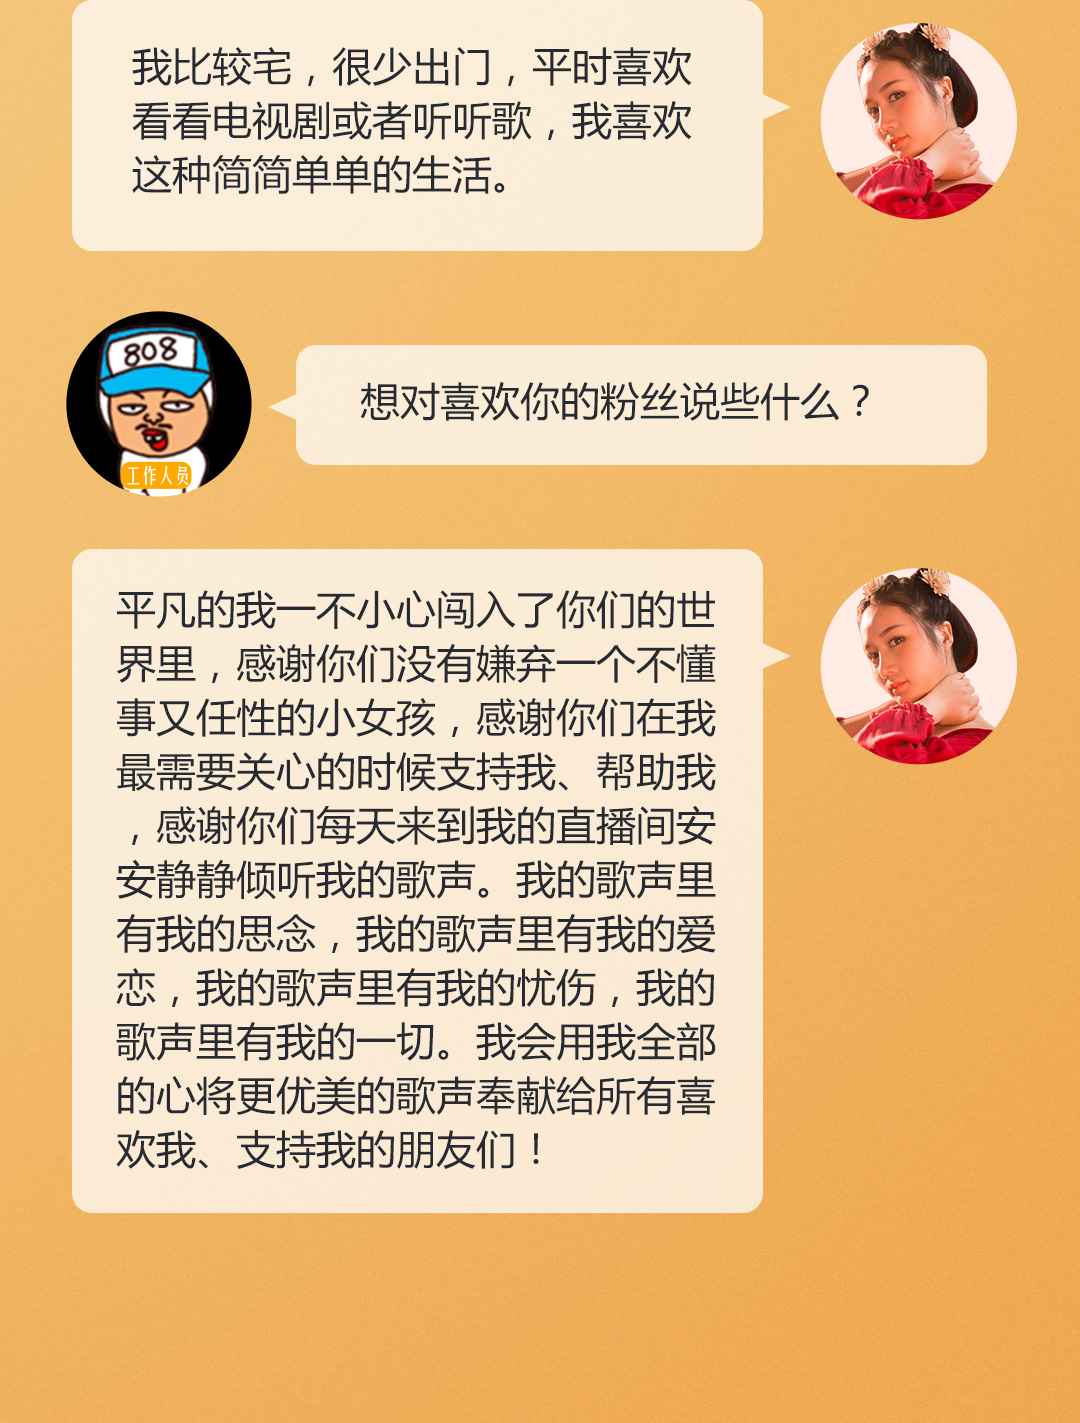 我比较宅，很少出门，平时喜欢
看看电视剧或者听听歌，我喜欢
这种简简单单的生活。
808
工作人员
想对喜欢你的粉丝说些什么？
平凡的我一不小心闯入了你们的世
界里，感谢你们没有嫌弃一个不懂
事又任性的小女孩，感谢你们在我
最需要关心的时候支持我、帮助我
，感谢你们每天来到我的直播间安
安静静倾听我的歌声。我的歌声里
有我的思念，我的歌声里有我的爱
恋，我的歌声里有我的忧伤，我的
歌声里有我的一切。我会用我全部
的心将更优美的歌声奉献给所有喜
欢我、支持我的朋友们！